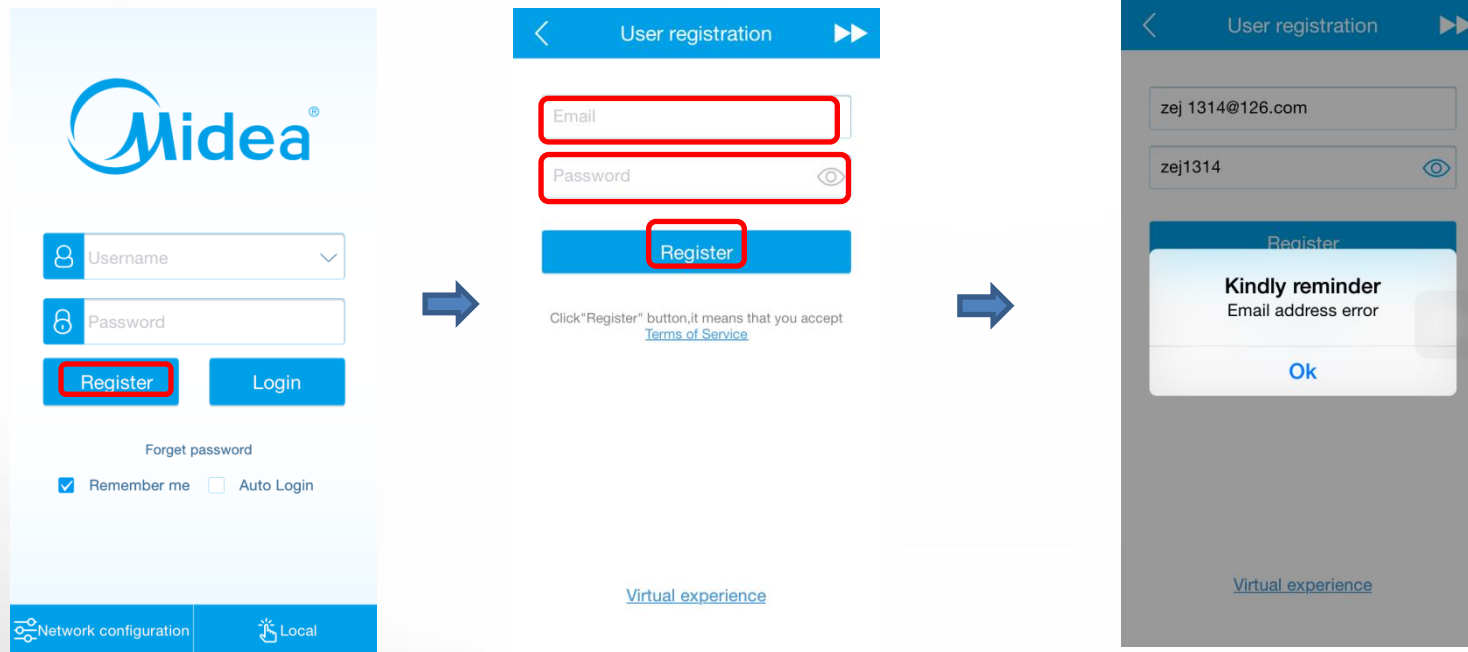 Midea®
Username
Password
Register
Login
Forget password
Remember me
Auto Login
Network configuration
Local
User registration
Email
Password
Register
Click"Register" button,it means that you accept
Terms of Service
Virtual experience
User registration
zej 1314@126.com
zej1314
Register
Kindly reminder
Email address error
Ok
Virtual experience